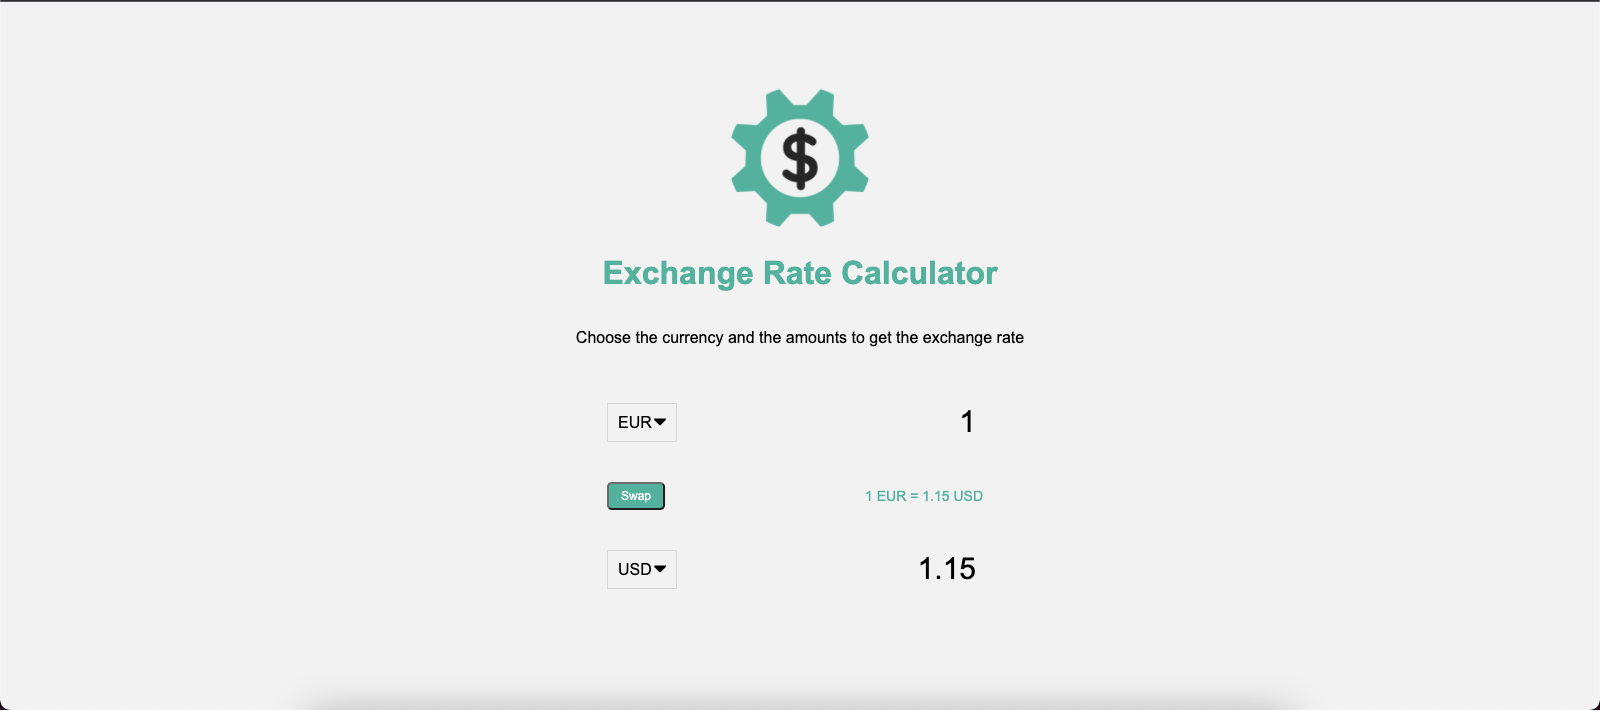 $
Exchange Rate Calculator
Choose the currency and the amounts to get the exchange rate
EUR 1
Swap 1 EUR = 1.15 USD
USD 1.15